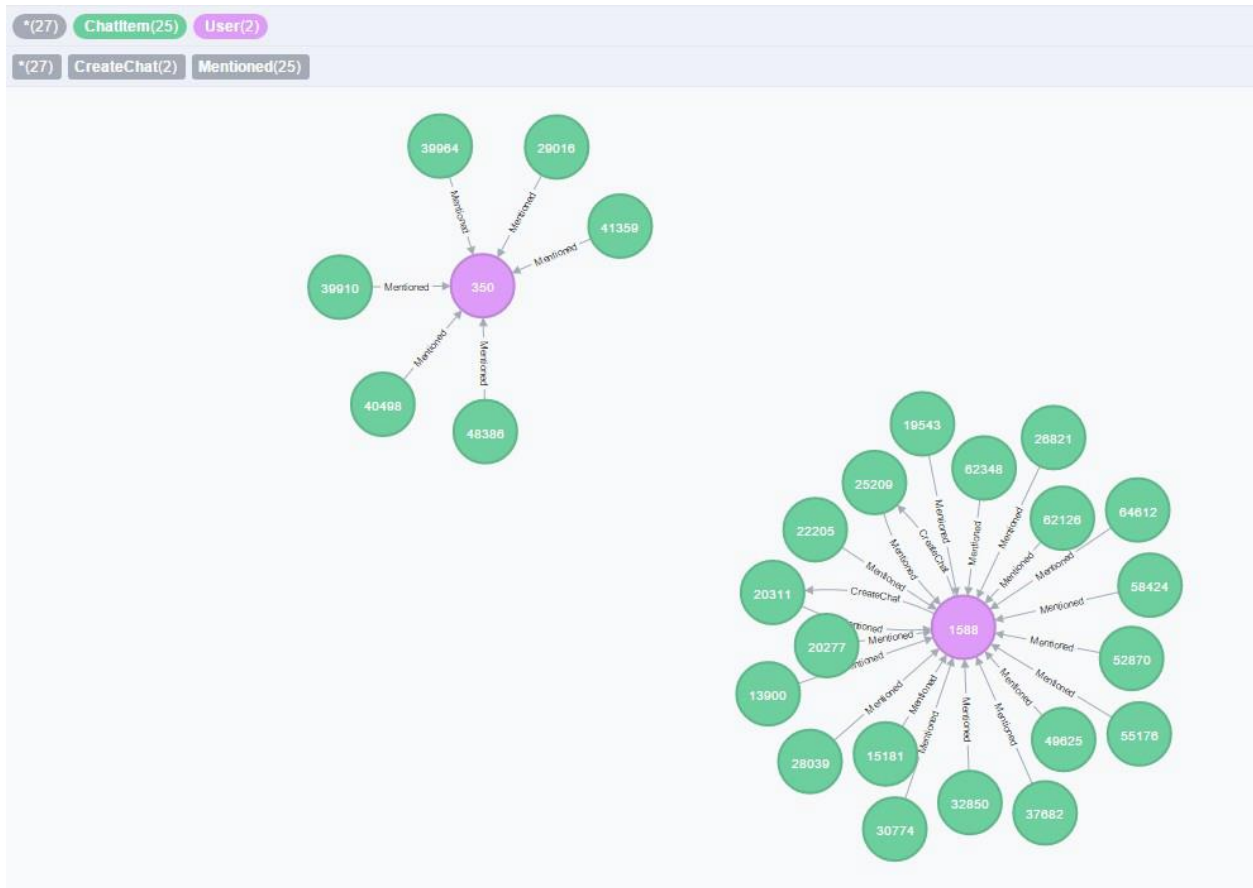 *(27) ChatItem(25) User(2)
*(27) CreateChat(2) Mentioned(25)
39964
29016
Mentioned
Mentioned
41359
Mentioned
39910
Mentioned
350
Mentioned
Mentioned
40498
48386
19543
26821
62348
25209
64612
62126
22205
Mentioned
Mentioned
Mentioned
CreateChat
Mentioned
Mentioned
Mentioned
Mentioned
58424
20311
CreateChat
Mentioned
1588
Mentioned
Mentioned
20277
52870
13900
Mentioned
Mentioned
Mentioned
Mentioned
Mentioned
Mentioned
Mentioned
Mentioned
49625
55176
28039
15181
32850
37682
30774